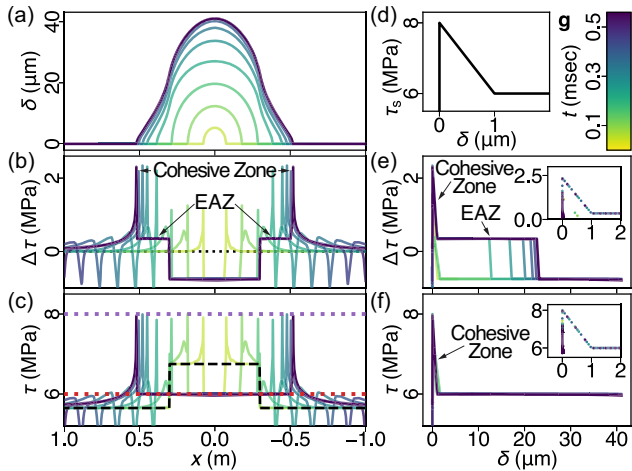 (a)
δ (μm)
40
20
0
(d)
τs (MPa)
8
6
0
1
δ (μm)
g
t (msec)
0.5
0.3
0.1
(b)
Δτ (MPa)
2
0
Cohesive Zone
EAZ
(e)
Δτ (MPa)
2
0
Cohesive
Zone
EAZ
2.5
0.0
0
1
2
(c)
τ (MPa)
8
6
1.0
0.5
0.0
−0.5
−1.0
x (m)
(f)
τ (MPa)
8
6
Cohesive
Zone
8
6
0
1
2
0
10
20
30
40
δ (μm)